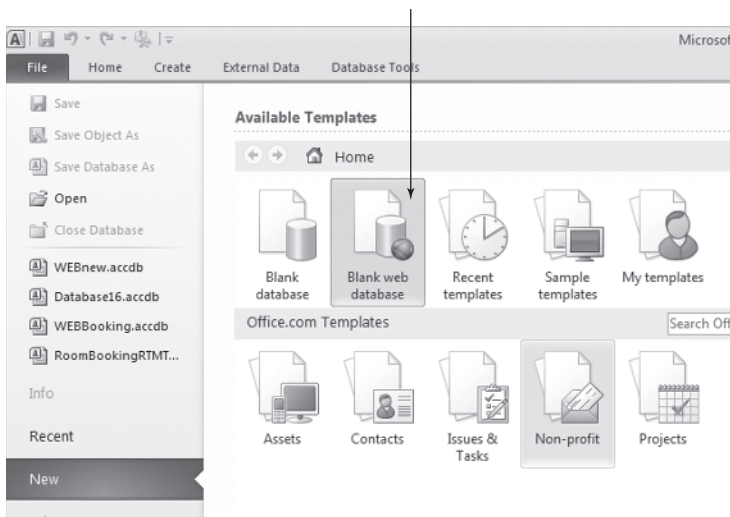 A
Microsof
File Home Create External Data Database Tools
Save
Save Object As
Save Database As
Open
Close Database
WEBnew.accdb
Database16.accdb
WEBBooking.accdb
RoomBookingRTMT...
Info
Recent
New
Available Templates
Home
Blank database
Blank web database
Recent templates
Sample templates
My templates
Office.com Templates
Search Off
Assets
Contacts
Issues & Tasks
Non-profit
Projects